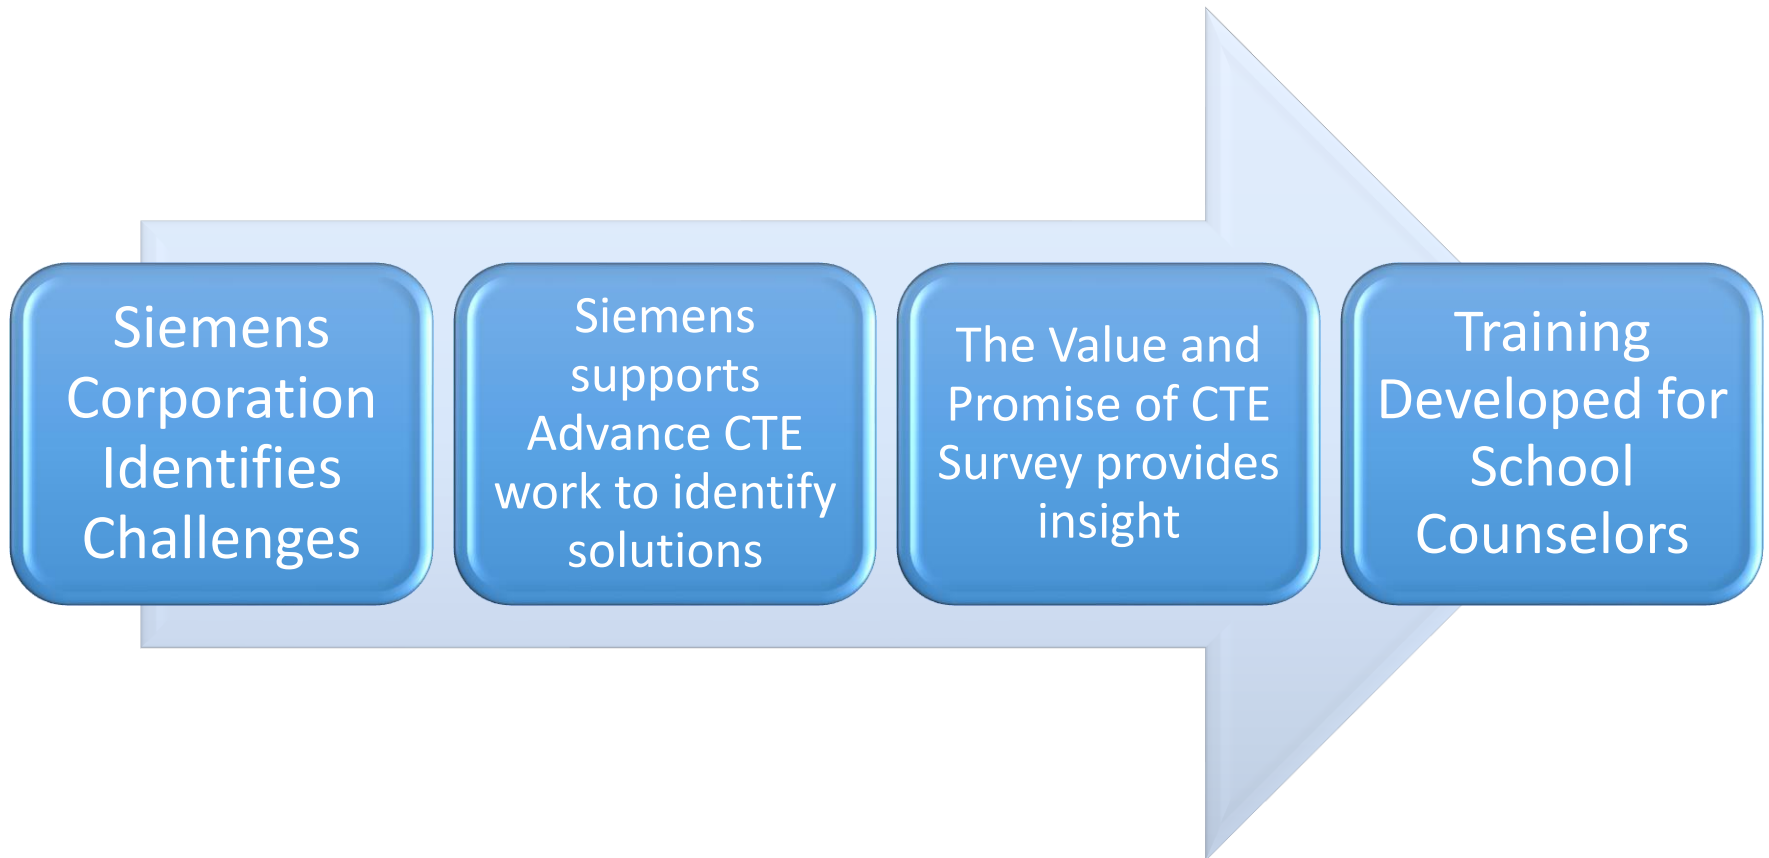 Siemens
Corporation
Identifies
Challenges
Siemens
supports
Advance CTE
work to identify
solutions
The Value and
Promise of CTE
Survey provides
insight
Training
Developed for
School
Counselors